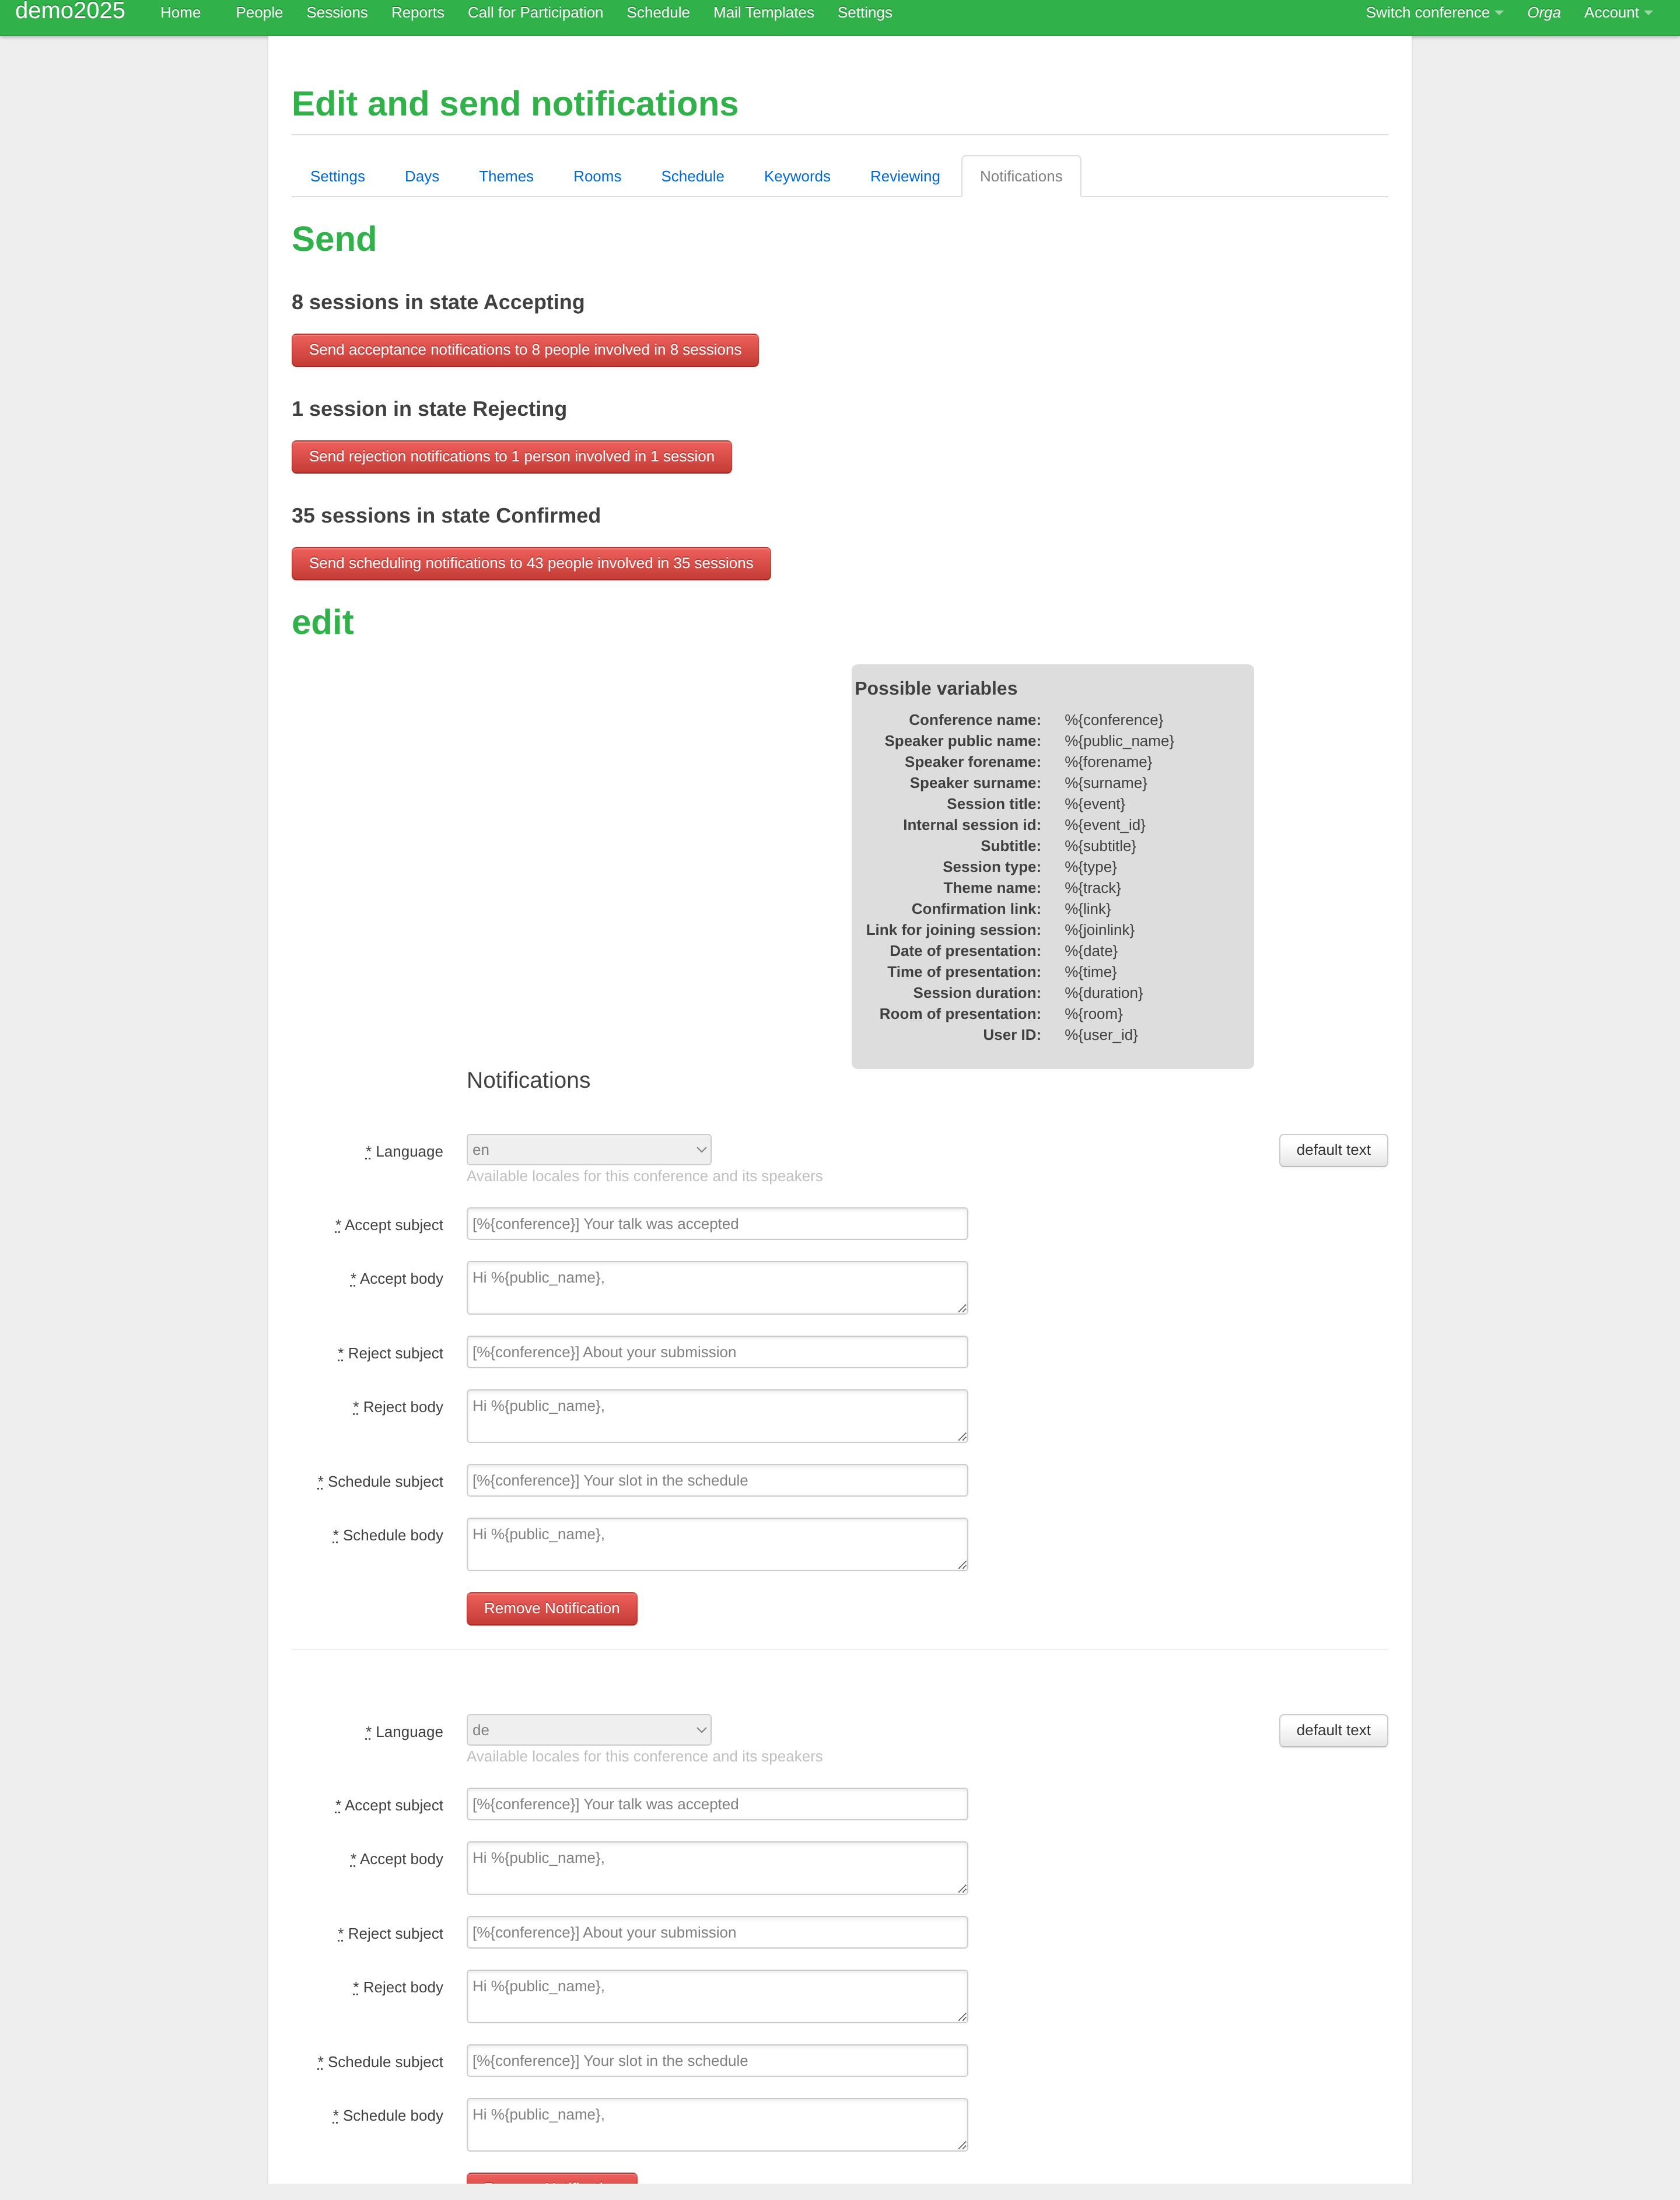 demo2025 Home People Sessions Reports Call for Participation Schedule Mail Templates Settings Switch conference Orga Account
Edit and send notifications
Settings Days Themes Rooms Schedule Keywords Reviewing Notifications
Send
8 sessions in state Accepting
Send acceptance notifications to 8 people involved in 8 sessions
1 session in state Rejecting
Send rejection notifications to 1 person involved in 1 session
35 sessions in state Confirmed
Send scheduling notifications to 43 people involved in 35 sessions
edit
Possible variables
Conference name: %{conference}
Speaker public name: %{public_name}
Speaker forename: %{forename}
Speaker surname: %{surname}
Session title: %{event}
Internal session id: %{event_id}
Subtitle: %{subtitle}
Session type: %{type}
Theme name: %{track}
Confirmation link: %{link}
Link for joining session: %{joinlink}
Date of presentation: %{date}
Time of presentation: %{time}
Session duration: %{duration}
Room of presentation: %{room}
User ID: %{user_id}
Notifications
* Language en default text
Available locales for this conference and its speakers
* Accept subject [%{conference}] Your talk was accepted
* Accept body Hi %{public_name},
* Reject subject [%{conference}] About your submission
* Reject body Hi %{public_name},
* Schedule subject [%{conference}] Your slot in the schedule
* Schedule body Hi %{public_name},
Remove Notification
* Language de default text
Available locales for this conference and its speakers
* Accept subject [%{conference}] Your talk was accepted
* Accept body Hi %{public_name},
* Reject subject [%{conference}] About your submission
* Reject body Hi %{public_name},
* Schedule subject [%{conference}] Your slot in the schedule
* Schedule body Hi %{public_name},